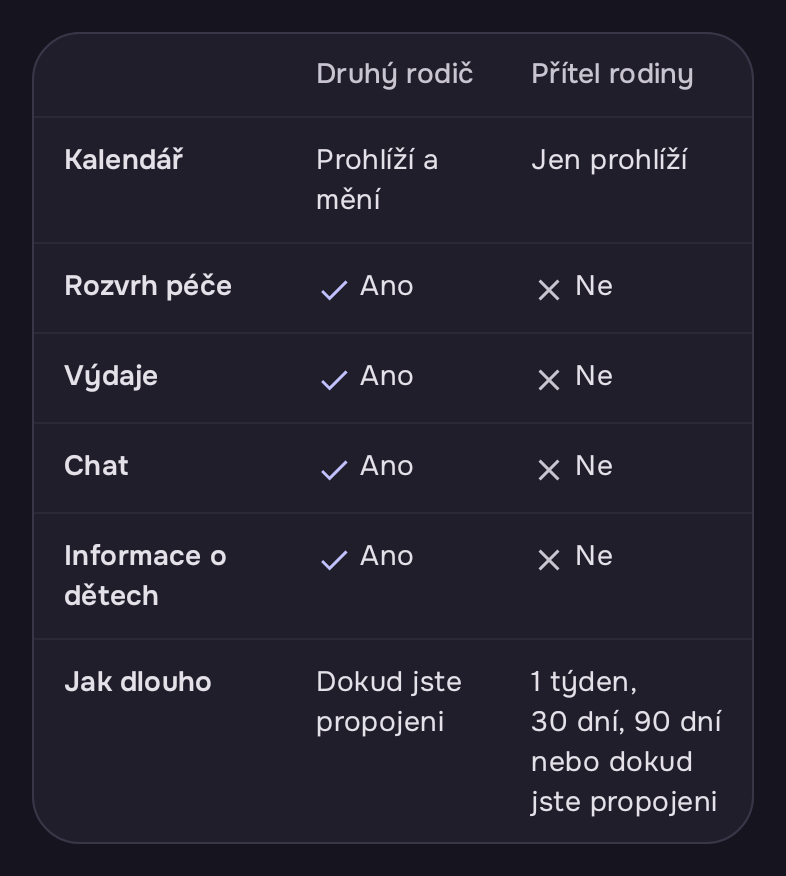 Druhý rodič Přítel rodiny
Kalendář Prohlíží a Jen prohlíží
mění
Rozvrh péče Ano Ne
Výdaje Ano Ne
Chat Ano Ne
Informace o Ano Ne
dětech
Jak dlouho Dokud jste 1 týden,
propojeni 30 dní, 90 dní
nebo dokud
jste propojeni